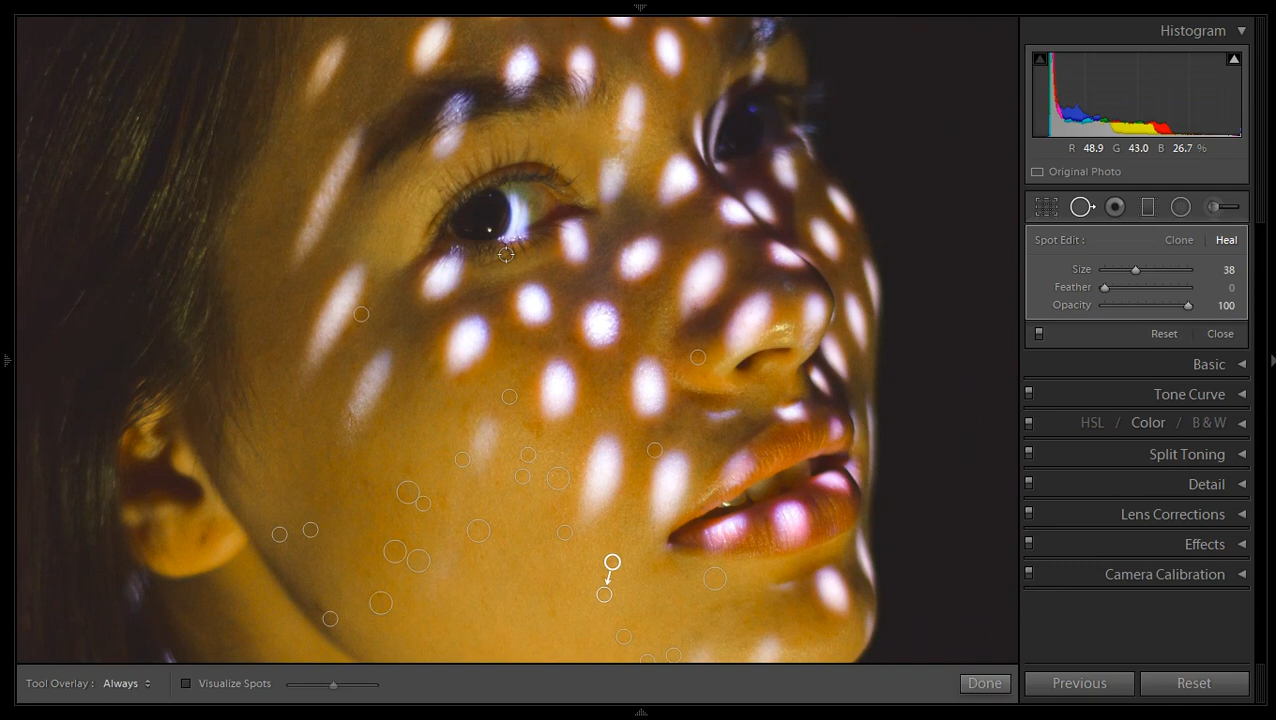 Histogram
R 48.9 G 43.0 B 26.7 %
Original Photo
Spot Edit : Clone Heal
Size 38
Feather 0
Opacity 100
Reset Close
Basic
Tone Curve
HSL / Color / B & W
Split Toning
Detail
Lens Corrections
Effects
Camera Calibration
Tool Overlay : Always Visualize Spots Done
Previous Reset